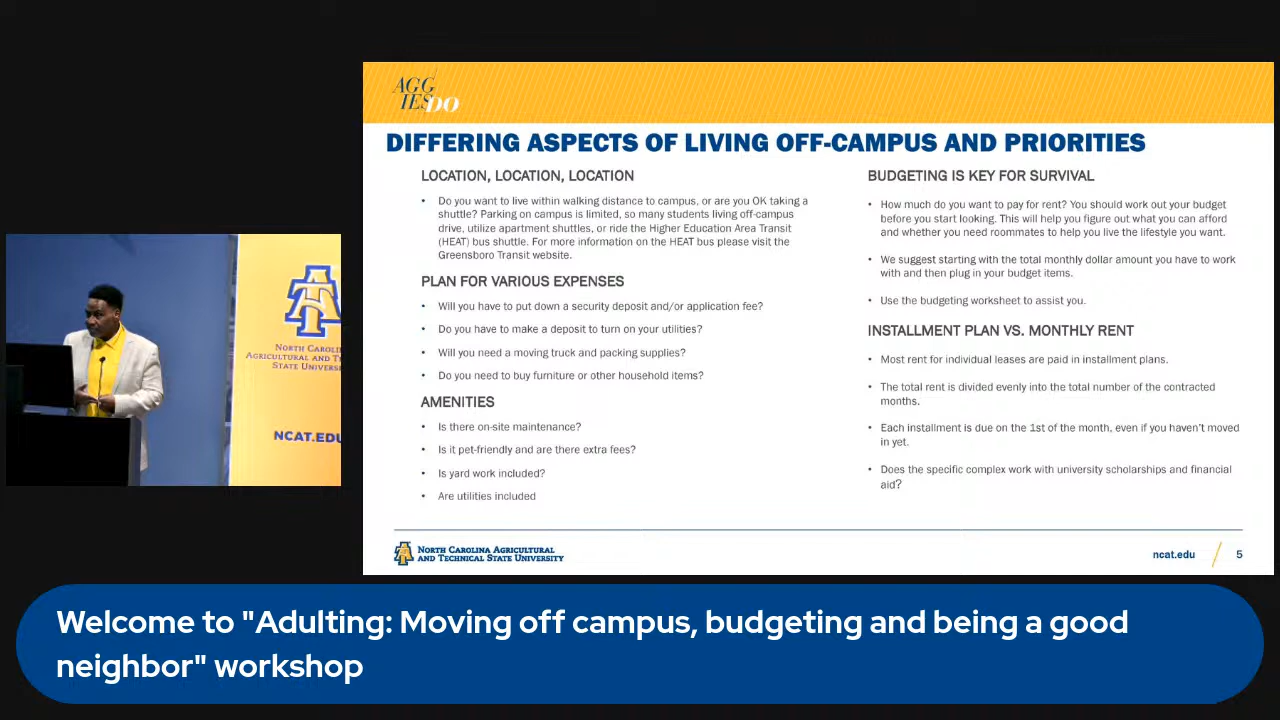 AGG
IES DO
DIFFERING ASPECTS OF LIVING OFF-CAMPUS AND PRIORITIES
LOCATION, LOCATION, LOCATION
• Do you want to live within walking distance to campus, or are you OK taking a
shuttle? Parking on campus is limited, so many students living off-campus
drive, utilize apartment shuttles, or ride the Higher Education Area Transit
(HEAT) bus shuttle. For more information on the HEAT bus please visit the
Greensboro Transit website.
PLAN FOR VARIOUS EXPENSES
• Will you have to put down a security deposit and/or application fee?
• Do you have to make a deposit to turn on your utilities?
• Will you need a moving truck and packing supplies?
• Do you need to buy furniture or other household items?
AMENITIES
• Is there on-site maintenance?
• Is it pet-friendly and are there extra fees?
• Is yard work included?
• Are utilities included
BUDGETING IS KEY FOR SURVIVAL
• How much do you want to pay for rent? You should work out your budget
before you start looking. This will help you figure out what you can afford
and whether you need roommates to help you live the lifestyle you want.
• We suggest starting with the total monthly dollar amount you have to work
with and then plug in your budget items.
• Use the budgeting worksheet to assist you.
INSTALLMENT PLAN VS. MONTHLY RENT
• Most rent for individual leases are paid in installment plans.
• The total rent is divided evenly into the total number of the contracted
months.
• Each installment is due on the 1st of the month, even if you haven't moved
in yet.
• Does the specific complex work with university scholarships and financial
aid?
NORTH CAROLINA AGRICULTURAL
AND TECHNICAL STATE UNIVERSITY
ncat.edu / 5
A&T
NORTH CAROLIN
AGRICULTURAL AND T
STATE UNIVERSI
NCAT.EDU
Welcome to "Adulting: Moving off campus, budgeting and being a good
neighbor" workshop